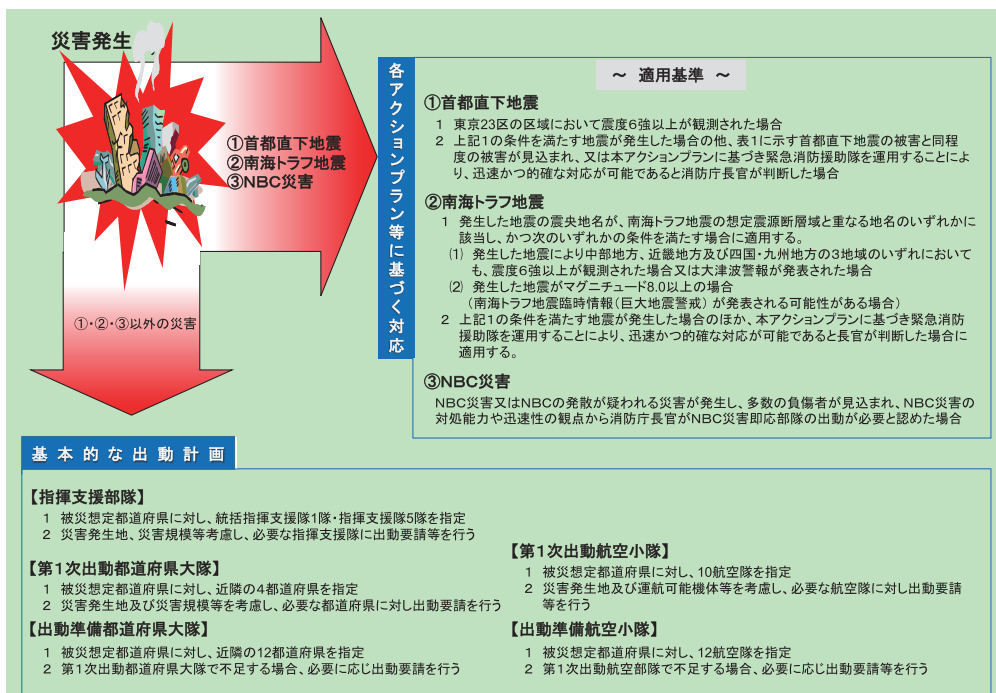 災害発生
①首都直下地震
②南海トラフ地震
③NBC災害
①・②・③以外の災害
各アクションプラン等に基づく対応
～ 適用基準 ～
①首都直下地震
1 東京23区の区域において震度6強以上が観測された場合
2 上記1の条件を満たす地震が発生した場合の他、表1に示す首都直下地震の被害と同程
度の被害が見込まれ、又は本アクションプランに基づき緊急消防援助隊を運用することによ
り、迅速かつ的確な対応が可能であると消防庁長官が判断した場合
②南海トラフ地震
1 発生した地震の震央地名が、南海トラフ地震の想定震源断層域と重なる地名のいずれかに
該当し、かつ次のいずれかの条件を満たす場合に適用する。
⑴ 発生した地震により中部地方、近畿地方及び四国・九州地方の3地域のいずれにおいて
も、震度6強以上が観測された場合又は大津波警報が発表された場合
⑵ 発生した地震がマグニチュード8.0以上の場合
（南海トラフ地震臨時情報（巨大地震警戒）が発表される可能性がある場合）
2 上記1の条件を満たす地震が発生した場合のほか、本アクションプランに基づき緊急消防
援助隊を運用することにより、迅速かつ的確な対応が可能であると長官が判断した場合に
適用する。
③NBC災害
NBC災害又はNBCの発散が疑われる災害が発生し、多数の負傷者が見込まれ、NBC災害の
対処能力や迅速性の観点から消防庁長官がNBC災害即応部隊の出動が必要と認めた場合
基本的な出動計画
【指揮支援部隊】
1 被災想定都道府県に対し、統括指揮支援隊1隊・指揮支援隊5隊を指定
2 災害発生地、災害規模等考慮し、必要な指揮支援隊に出動要請等を行う
【第1次出動都道府県大隊】
1 被災想定都道府県に対し、近隣の4都道府県を指定
2 災害発生地及び災害規模等を考慮し、必要な都道府県に対し出動要請を行う
【出動準備都道府県大隊】
1 被災想定都道府県に対し、近隣の12都道府県を指定
2 第1次出動都道府県大隊で不足する場合、必要に応じ出動要請を行う
【第1次出動航空小隊】
1 被災想定都道府県に対し、10航空隊を指定
2 災害発生地及び運航可能機体等を考慮し、必要な航空隊に対し出動要請
等を行う
【出動準備航空小隊】
1 被災想定都道府県に対し、12航空隊を指定
2 第1次出動航空部隊で不足する場合、必要に応じ出動要請等を行う